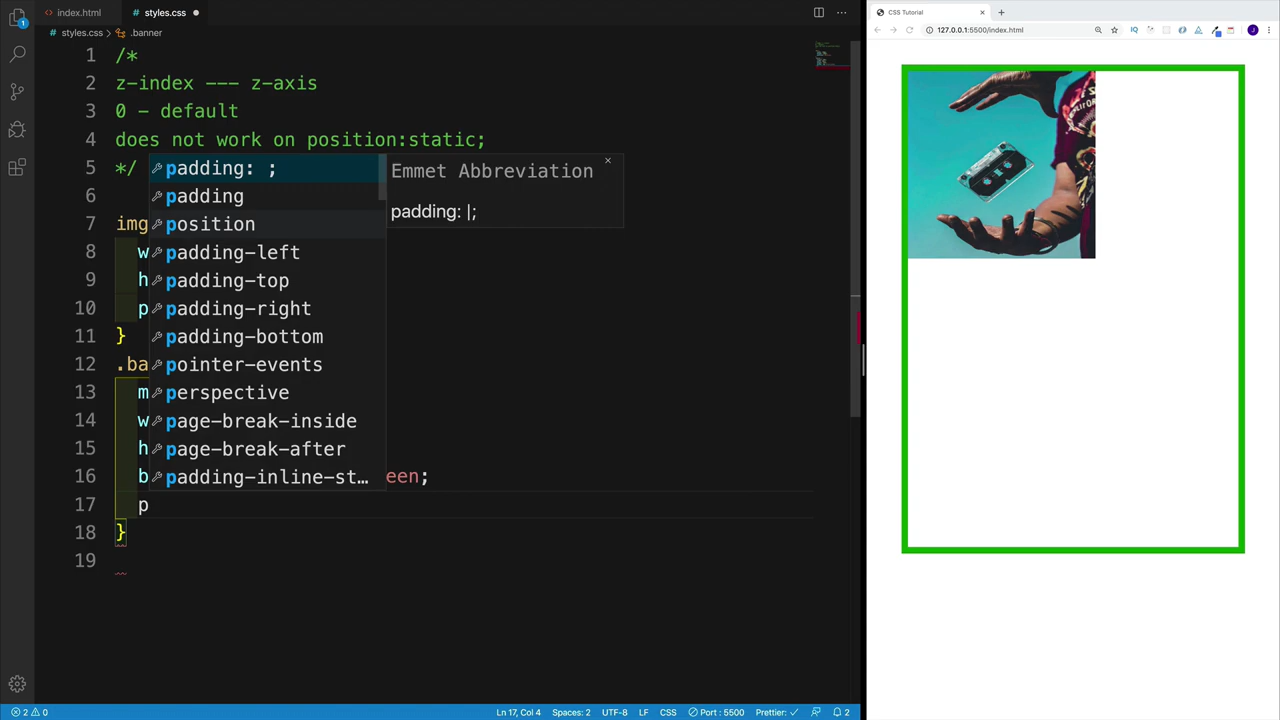 index.html
styles.css
CSS Tutorial
styles.css
.banner
127.0.0.1:5500/index.html
1
/*
2
z-index --- z-axis
3
0 - default
4
does not work on position:static;
5
*/
padding: ;
Emmet Abbreviation
6
padding
padding: |;
7
img
position
8
w
padding-left
9
h
padding-top
10
p
padding-right
11
}
padding-bottom
12
.ba
pointer-events
13
m
perspective
14
w
page-break-inside
15
h
page-break-after
16
b
padding-inline-st…
een;
17
p
18
}
19
2
0
Ln 17, Col 4
Spaces: 2
UTF-8
LF
CSS
Port : 5500
Prettier: ✓
2